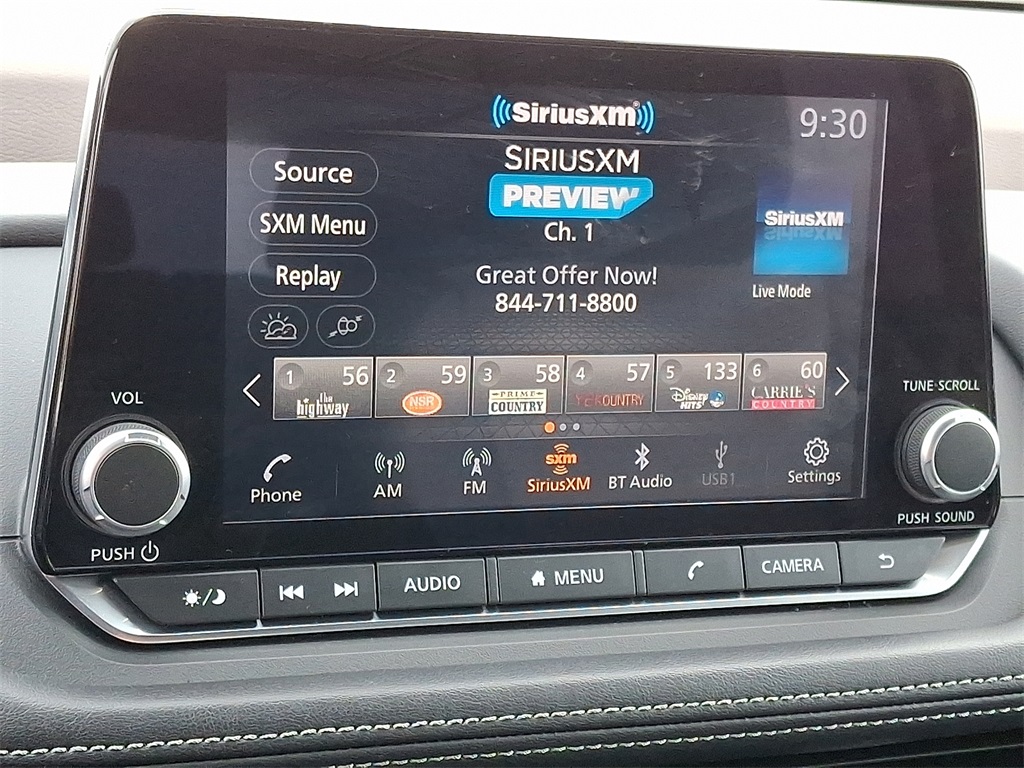 SiriusXM®
9:30
Source
SIRIUSXM
PREVIEW
SXM Menu
Ch. 1
SiriusXM
Replay
Great Offer Now!
844-711-8800
Live Mode
1 56
the highway
2 59
NSR
3 58
PRIME COUNTRY
4 57
5 133
Disney HITS
6 60
CARRIE'S COUNTRY
VOL
TUNE·SCROLL
Phone
AM
FM
sxm
SiriusXM
BT Audio
USB1
Settings
PUSH
PUSH SOUND
AUDIO
MENU
CAMERA